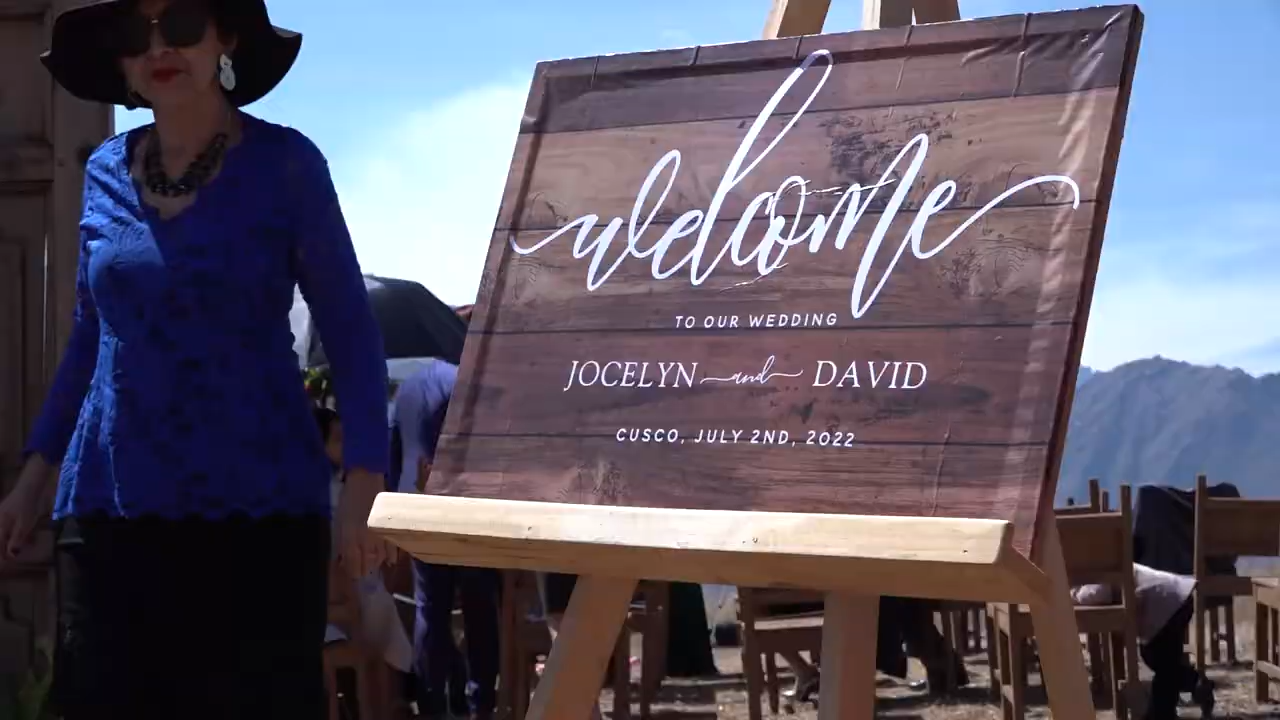 welcome
TO OUR WEDDING
JOCELYN and DAVID
CUSCO, JULY 2ND, 2022